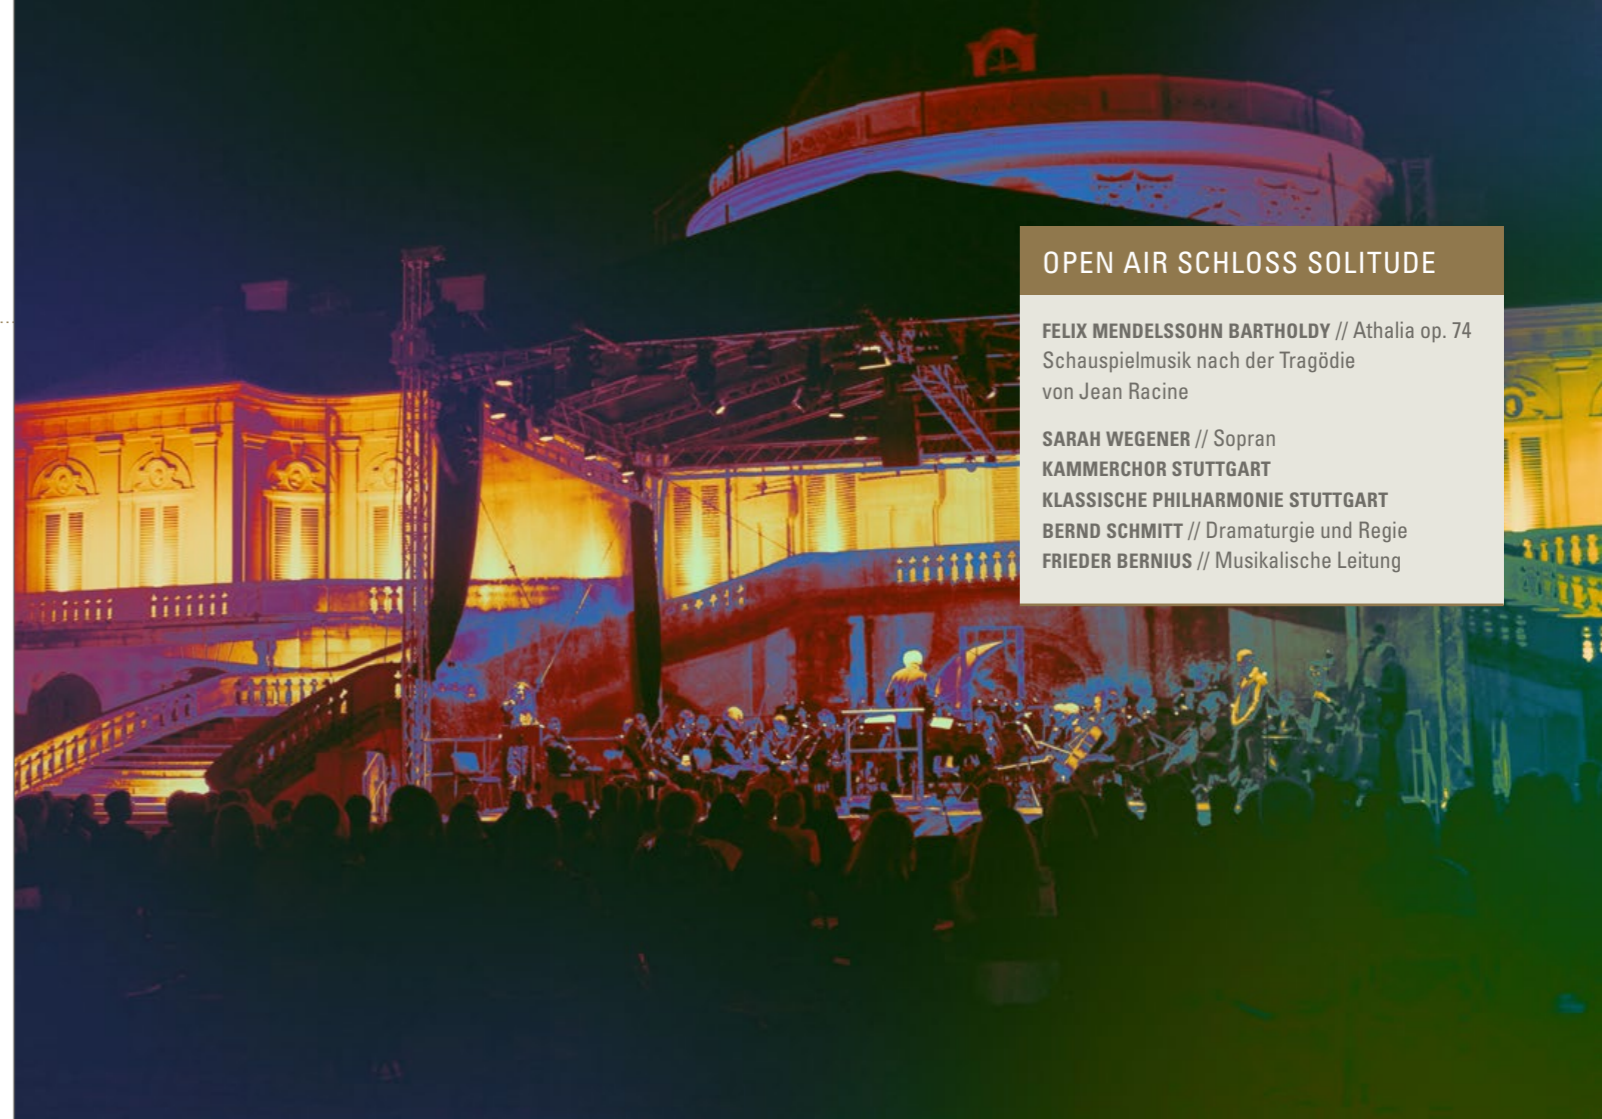 OPEN AIR SCHLOSS SOLITUDE
FELIX MENDELSSOHN BARTHOLDY // Athalia op. 74
Schauspielmusik nach der Tragödie
von Jean Racine
SARAH WEGENER // Sopran
KAMMERCHOR STUTTGART
KLASSISCHE PHILHARMONIE STUTTGART
BERND SCHMITT // Dramaturgie und Regie
FRIEDER BERNIUS // Musikalische Leitung